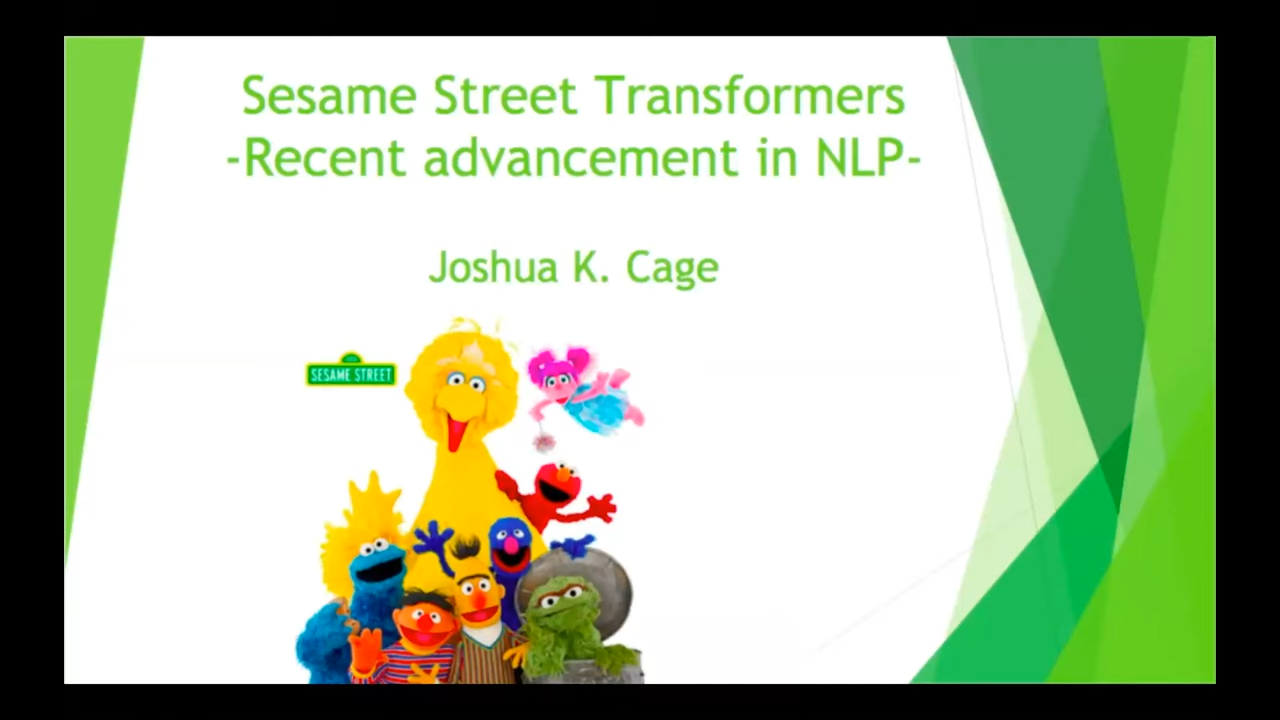 Sesame Street Transformers
-Recent advancement in NLP-
Joshua K. Cage
SESAME STREET